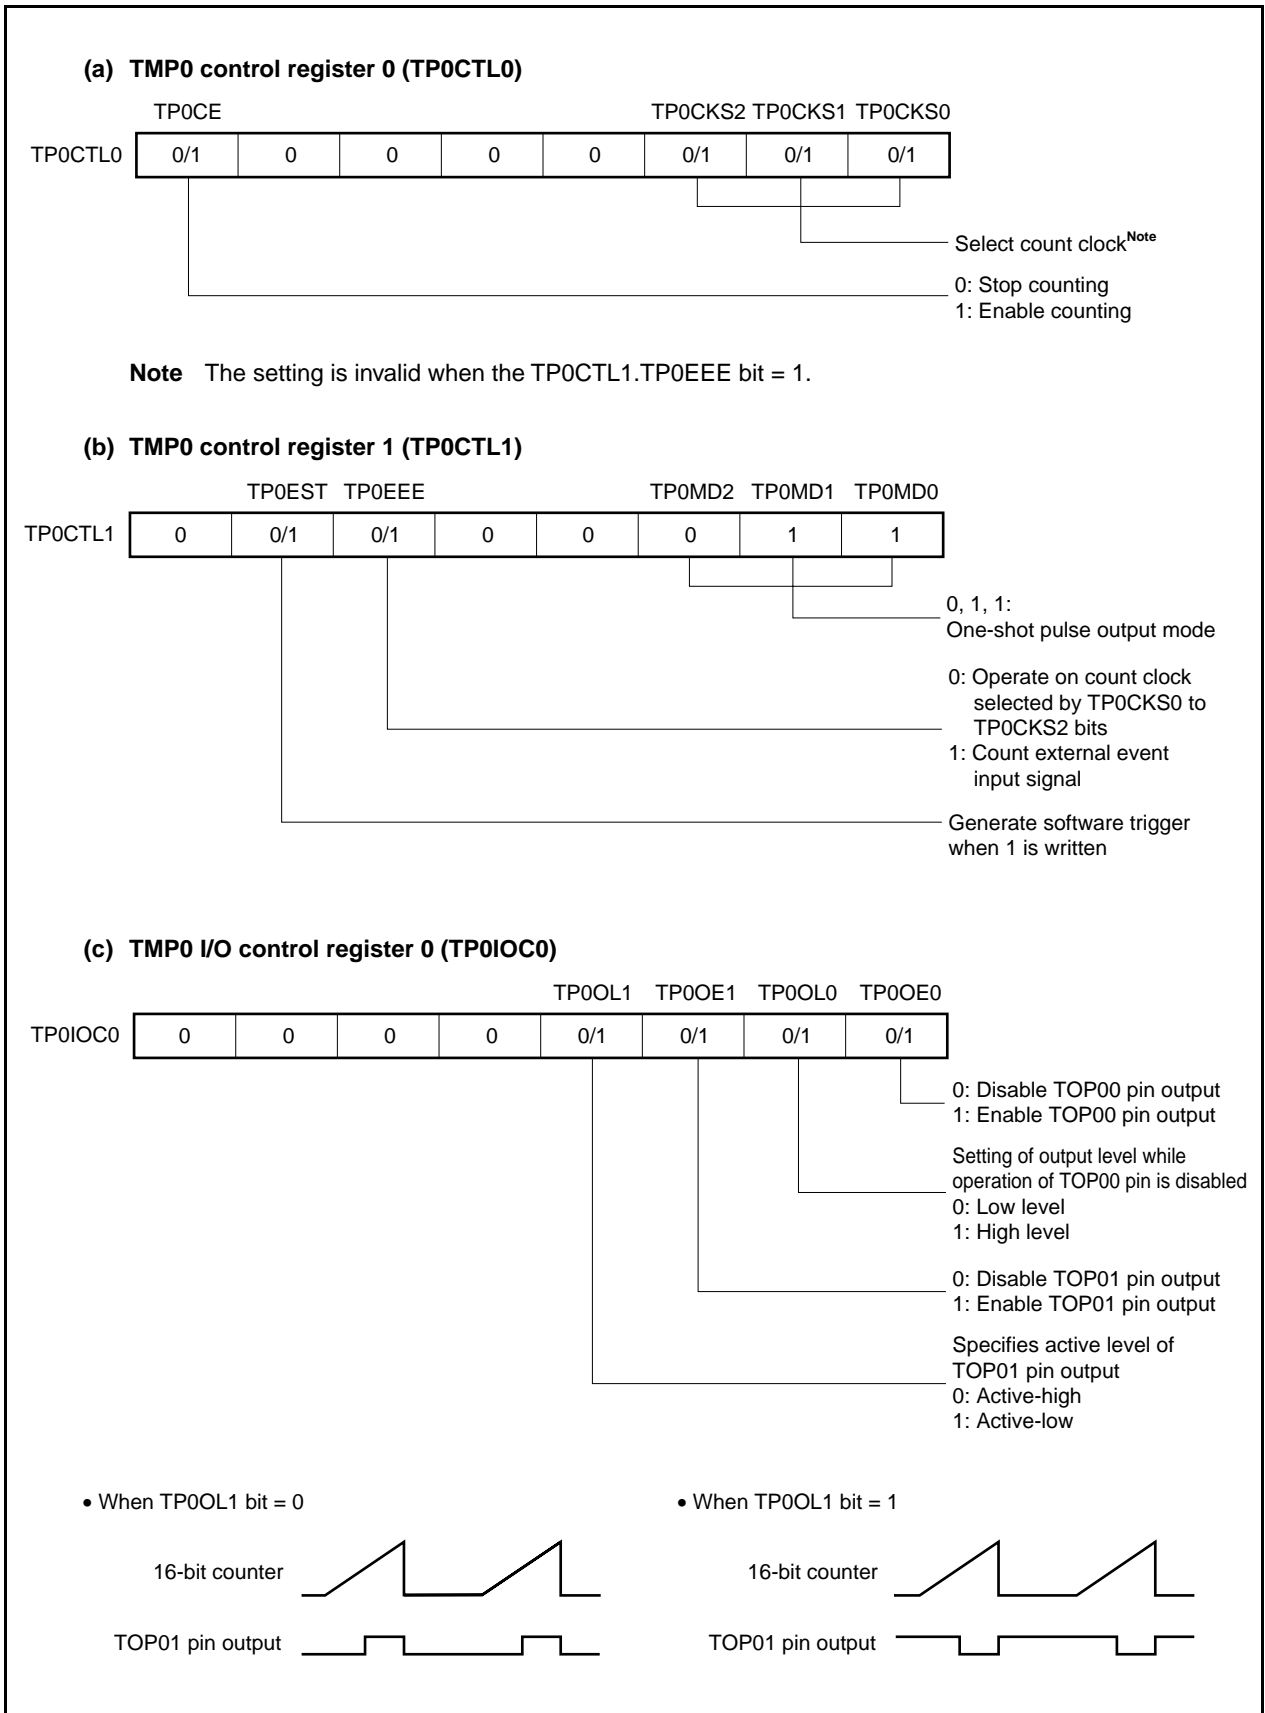 (a) TMP0 control register 0 (TP0CTL0)
TP0CE TP0CKS2 TP0CKS1 TP0CKS0
TP0CTL0 0/1 0 0 0 0 0/1 0/1 0/1
Select count clockNote
0: Stop counting
1: Enable counting
Note The setting is invalid when the TP0CTL1.TP0EEE bit = 1.
(b) TMP0 control register 1 (TP0CTL1)
TP0EST TP0EEE TP0MD2 TP0MD1 TP0MD0
TP0CTL1 0 0/1 0/1 0 0 0 1 1
0, 1, 1:
One-shot pulse output mode
0: Operate on count clock
selected by TP0CKS0 to
TP0CKS2 bits
1: Count external event
input signal
Generate software trigger
when 1 is written
(c) TMP0 I/O control register 0 (TP0IOC0)
TP0OL1 TP0OE1 TP0OL0 TP0OE0
TP0IOC0 0 0 0 0 0/1 0/1 0/1 0/1
0: Disable TOP00 pin output
1: Enable TOP00 pin output
Setting of output level while
operation of TOP00 pin is disabled
0: Low level
1: High level
0: Disable TOP01 pin output
1: Enable TOP01 pin output
Specifies active level of
TOP01 pin output
0: Active-high
1: Active-low
• When TP0OL1 bit = 0
16-bit counter
TOP01 pin output
• When TP0OL1 bit = 1
16-bit counter
TOP01 pin output